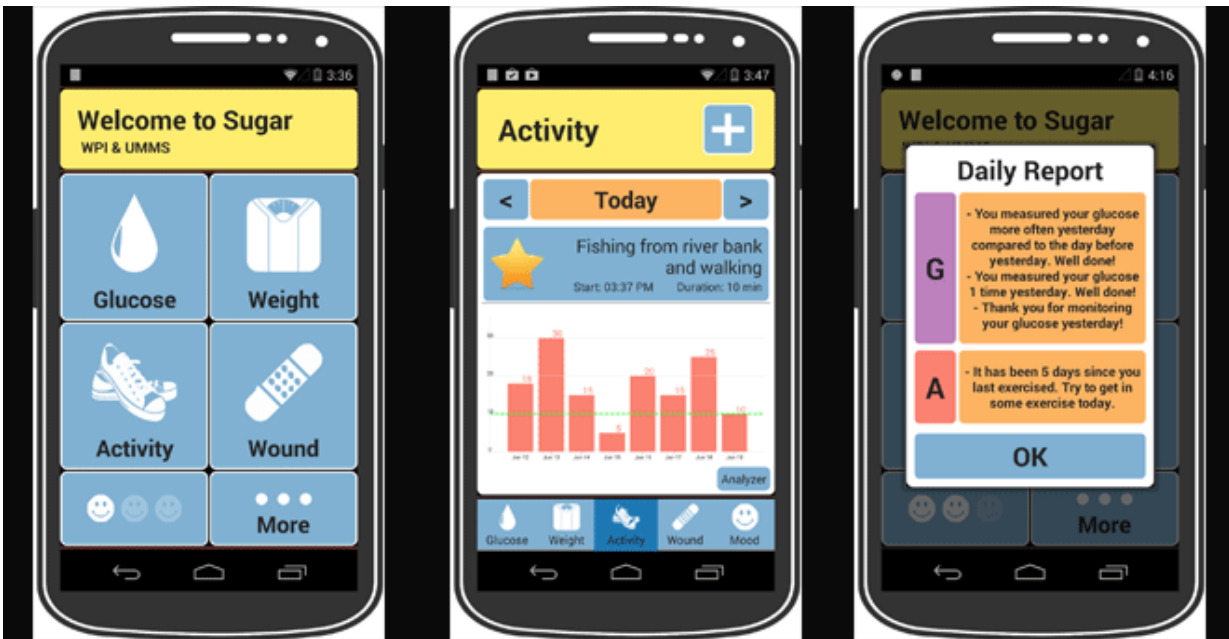 3:36
Welcome to Sugar
WPI & UMMS
Glucose
Weight
Activity
Wound
More
3:47
Activity
+
<
Today
>
Fishing from river bank
and walking
Start: 03:37 PM
Duration: 10 min
30
15
5
20
15
25
10
Analyzer
Glucose
Weight
Activity
Wound
Mood
4:16
Welcome to Sugar
Daily Report
G
- You measured your glucose
more often yesterday
compared to the day before
yesterday. Well done!
- You measured your glucose
1 time yesterday. Well done!
- Thank you for monitoring
your glucose yesterday!
A
- It has been 5 days since you
last exercised. Try to get in
some exercise today.
OK
More